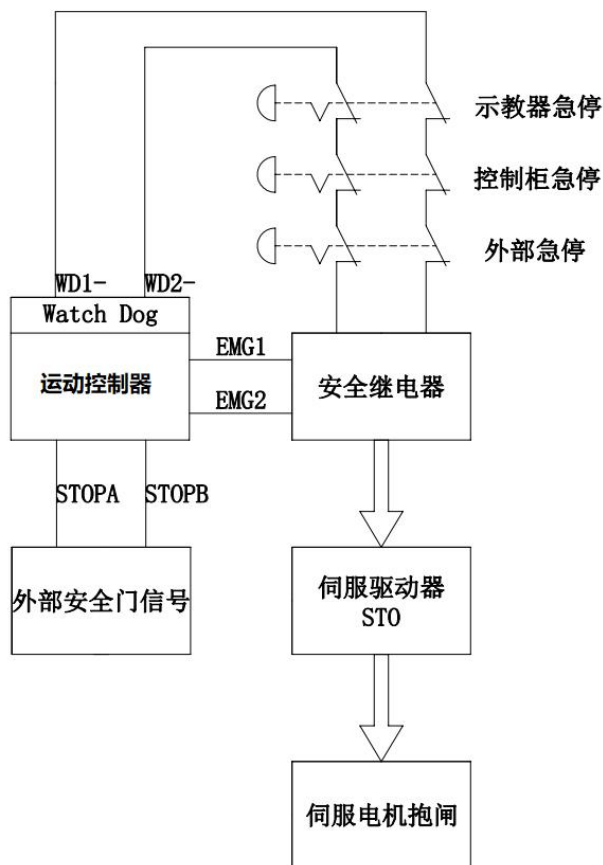 示教器急停
控制柜急停
外部急停
WD1-
WD2-
Watch Dog
运动控制器
EMG1
EMG2
安全继电器
STOPA
STOPB
外部安全门信号
伺服驱动器
STO
伺服电机抱闸